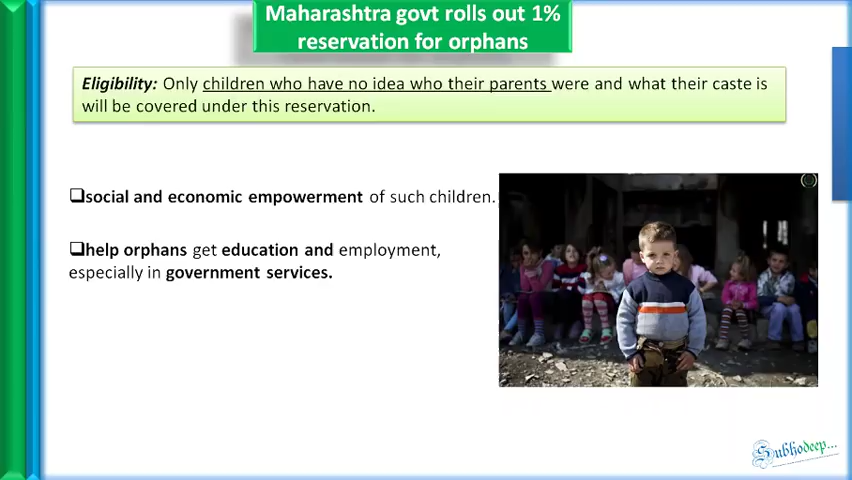 Maharashtra govt rolls out 1%
reservation for orphans
Eligibility: Only children who have no idea who their parents were and what their caste is
will be covered under this reservation.
❑social and economic empowerment of such children.
❑help orphans get education and employment,
especially in government services.
Subhodeep...